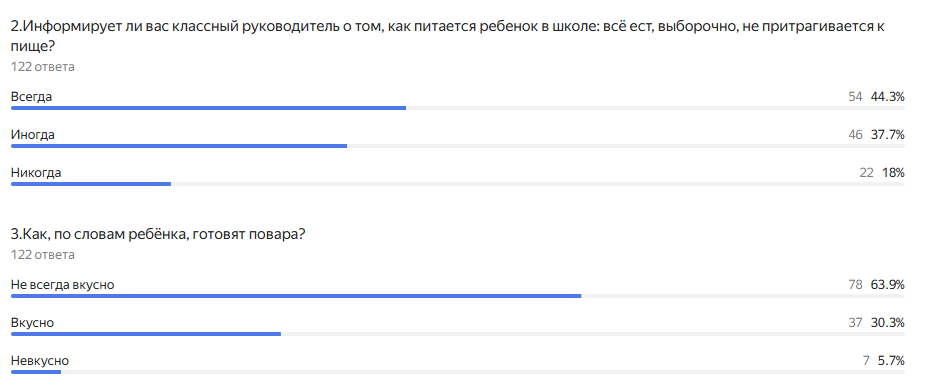 2.Информирует ли вас классный руководитель о том, как питается ребенок в школе: всё ест, выборочно, не притрагивается к
пище?
122 ответа
Всегда 54 44.3%
Иногда 46 37.7%
Никогда 22 18%
3.Как, по словам ребёнка, готовят повара?
122 ответа
Не всегда вкусно 78 63.9%
Вкусно 37 30.3%
Невкусно 7 5.7%